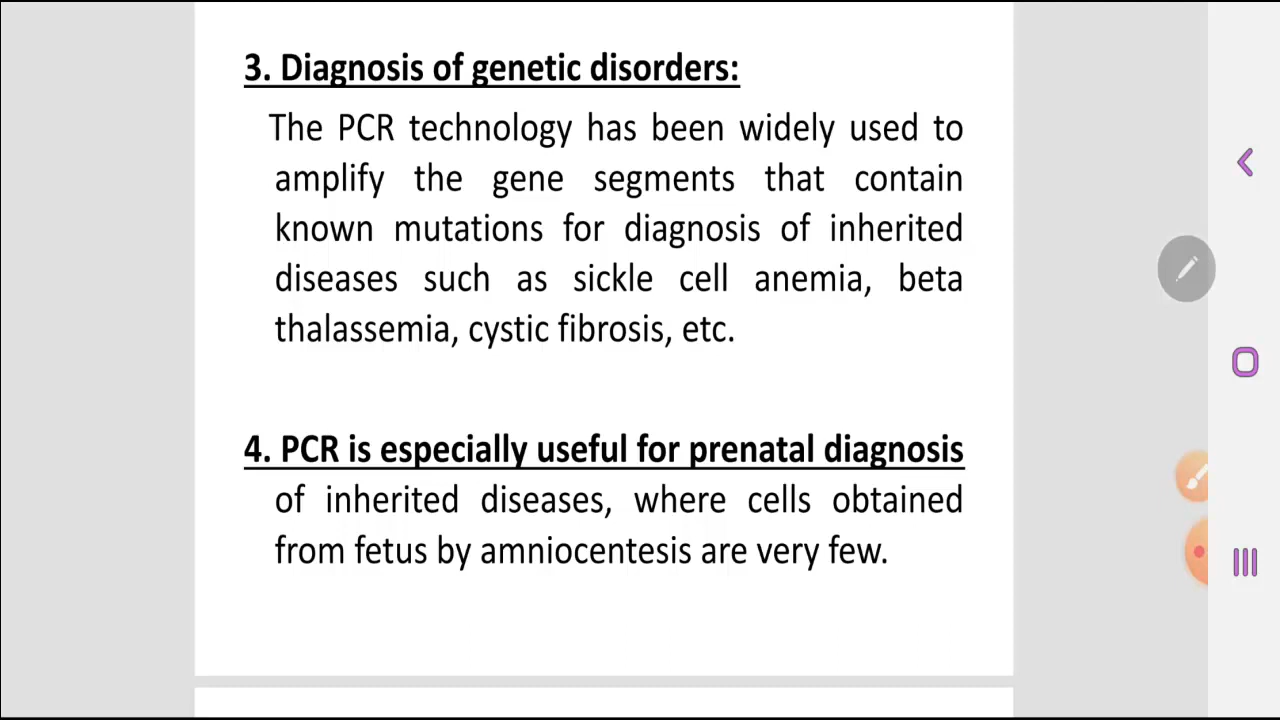 3. Diagnosis of genetic disorders:
The PCR technology has been widely used to
amplify the gene segments that contain
known mutations for diagnosis of inherited
diseases such as sickle cell anemia, beta
thalassemia, cystic fibrosis, etc.
4. PCR is especially useful for prenatal diagnosis
of inherited diseases, where cells obtained
from fetus by amniocentesis are very few.